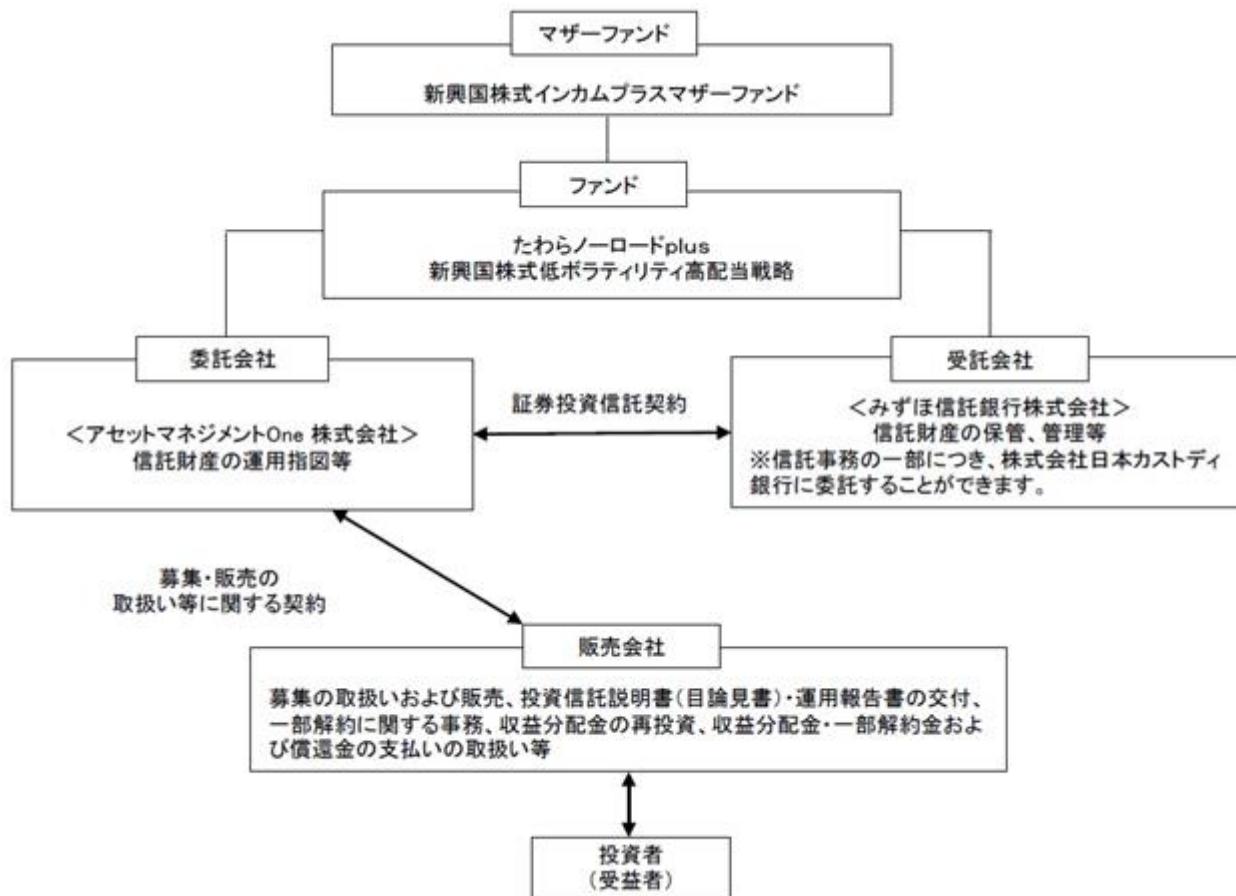 マザーファンド
新興国株式インカムプラスマザーファンド
ファンド
たわらノーロードplus
新興国株式低ボラティリティ高配当戦略
委託会社
＜アセットマネジメントOne 株式会社＞
信託財産の運用指図等
証券投資信託契約
受託会社
＜みずほ信託銀行株式会社＞
信託財産の保管、管理等
※信託事務の一部につき、株式会社日本カストディ
銀行に委託することができます。
募集・販売の
取扱い等に関する契約
販売会社
募集の取扱いおよび販売、投資信託説明書（目論見書）・運用報告書の交付、
一部解約に関する事務、収益分配金の再投資、収益分配金・一部解約金およ
び償還金の支払いの取扱い等
投資者
（受益者）